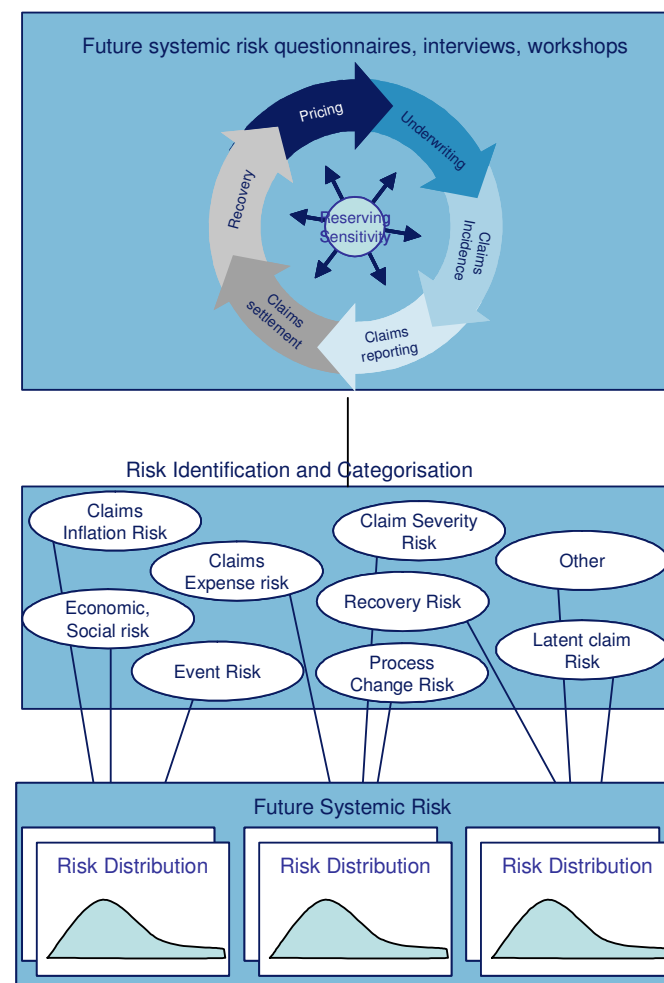 Future systemic risk questionnaires, interviews, workshops
Pricing
Underwriting
Claims
Incidence
Claims
reporting
Claims
settlement
Recovery
Reserving
Sensitivity
Risk Identification and Categorisation
Claims
Inflation Risk
Claims
Expense risk
Claim Severity
Risk
Other
Economic,
Social risk
Recovery Risk
Event Risk
Process
Change Risk
Latent claim
Risk
Future Systemic Risk
Risk Distribution
Risk Distribution
Risk Distribution